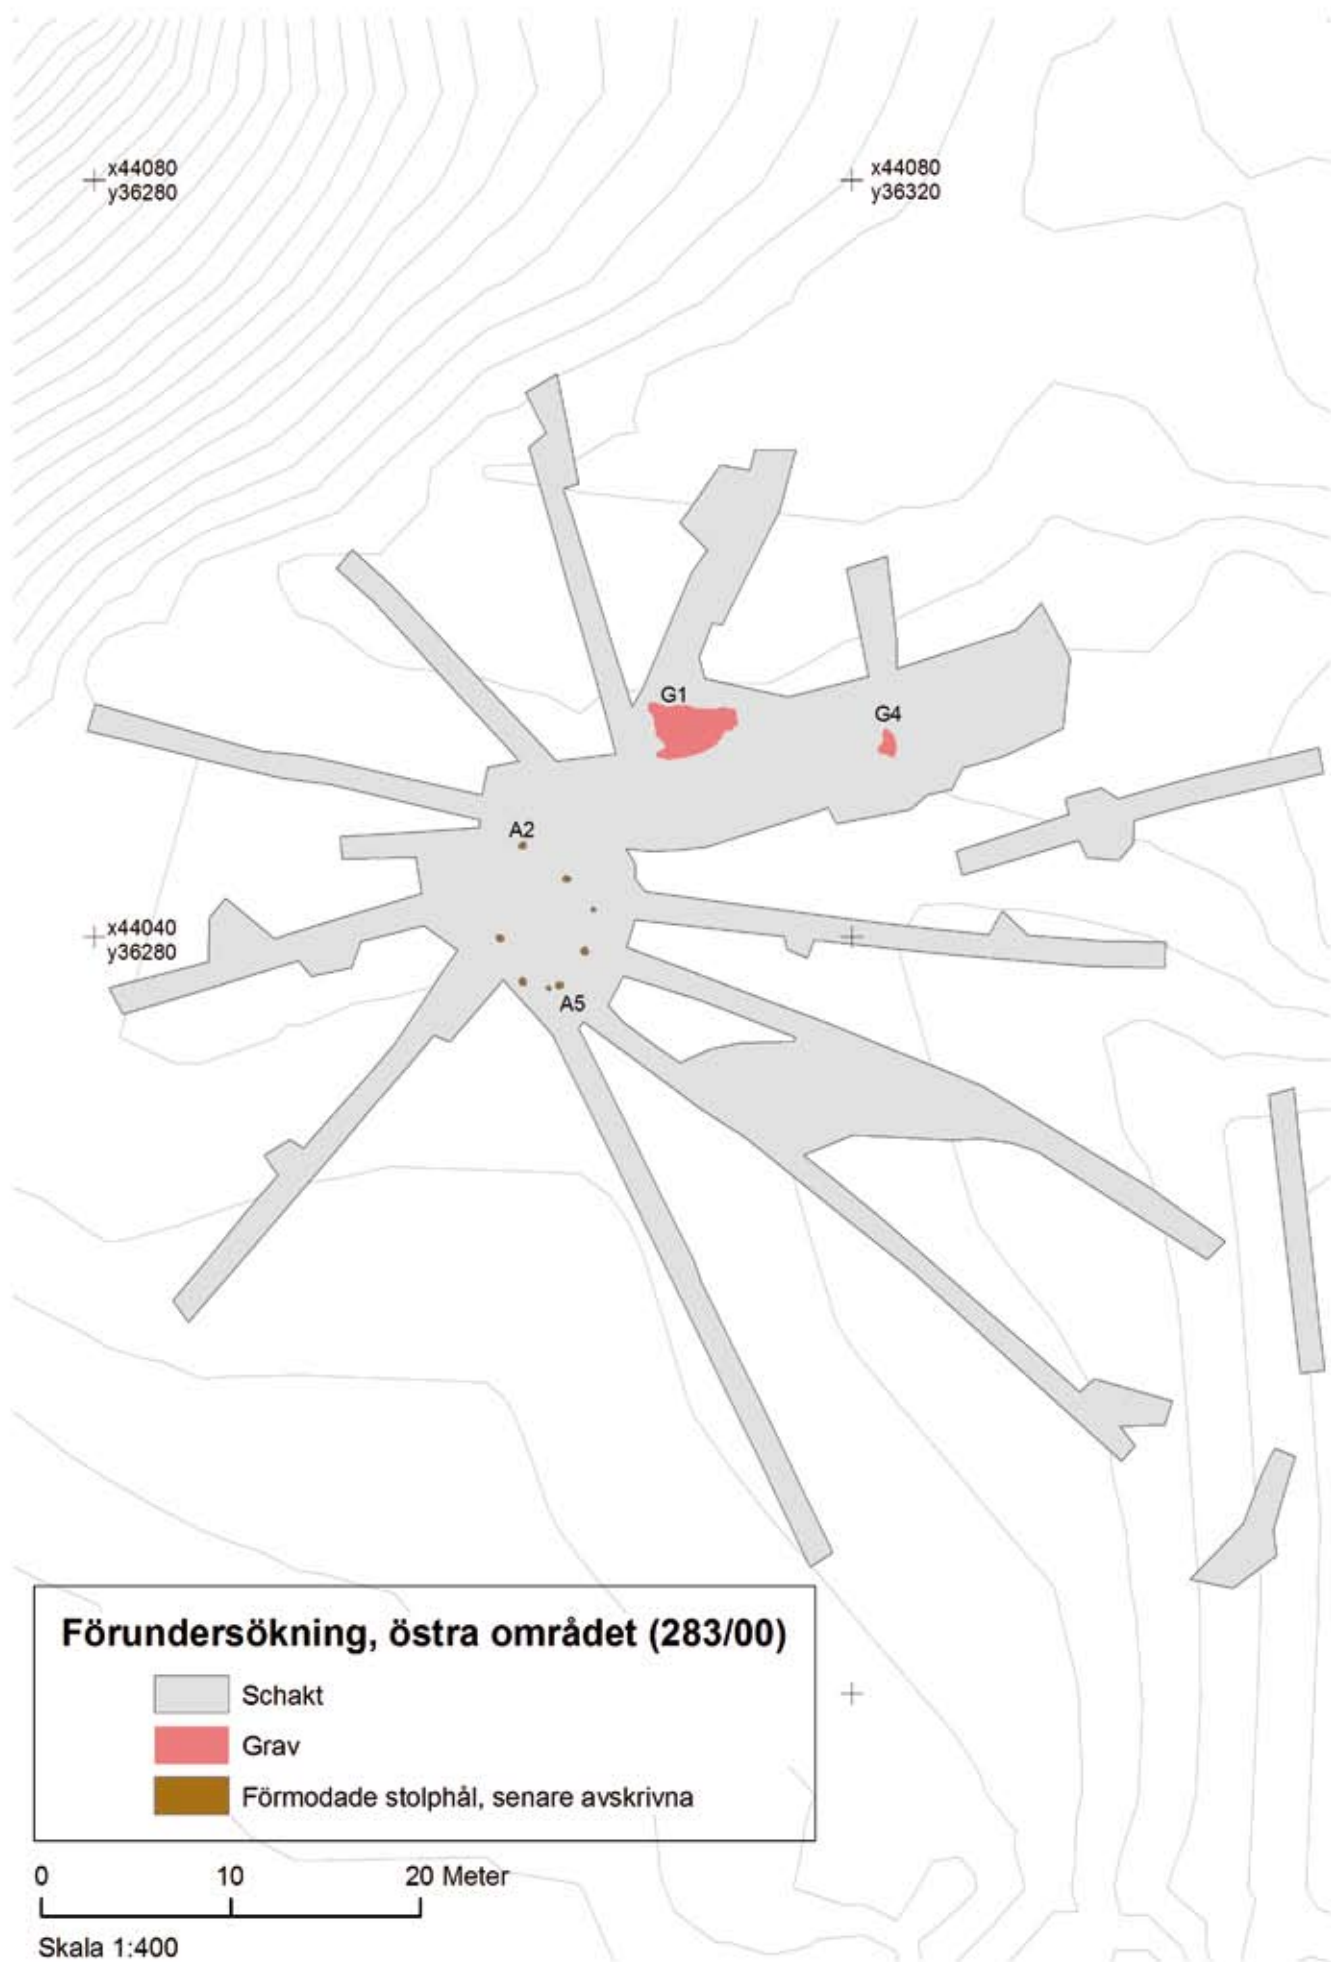 x44080
y36280
x44080
y36320
G1
G4
A2
x44040
y36280
A5
Förundersökning, östra området (283/00)
Schakt
Grav
Förmodade stolphål, senare avskrivna
0 10 20 Meter
Skala 1:400